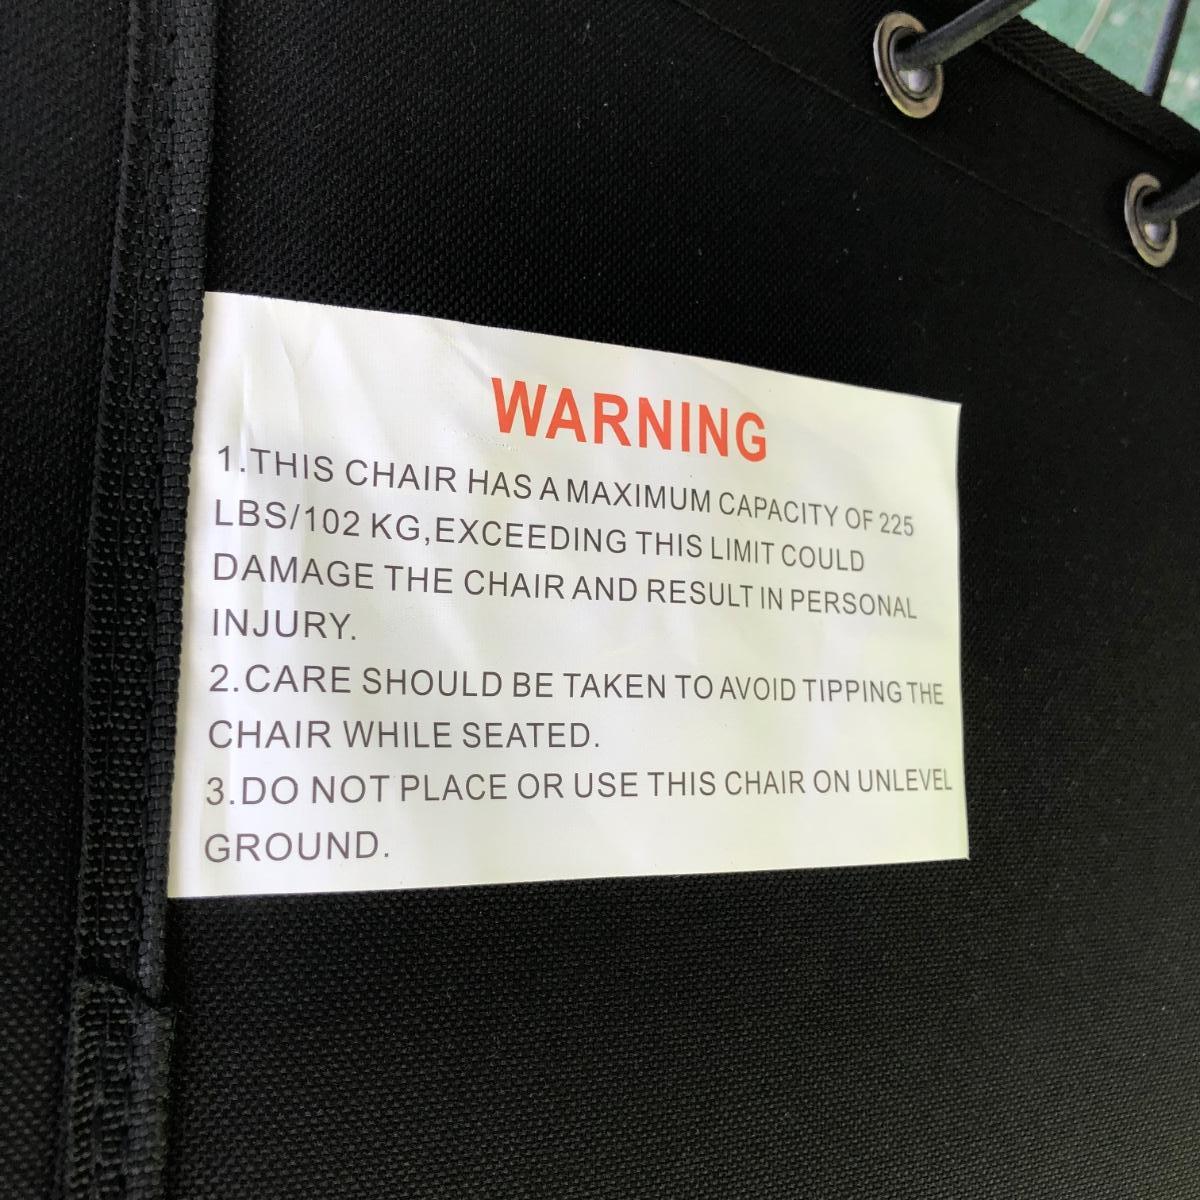 WARNING
1.THIS CHAIR HAS A MAXIMUM CAPACITY OF 225
LBS/102 KG,EXCEEDING THIS LIMIT COULD
DAMAGE THE CHAIR AND RESULT IN PERSONAL
INJURY.
2.CARE SHOULD BE TAKEN TO AVOID TIPPING THE
CHAIR WHILE SEATED.
3.DO NOT PLACE OR USE THIS CHAIR ON UNLEVEL
GROUND.